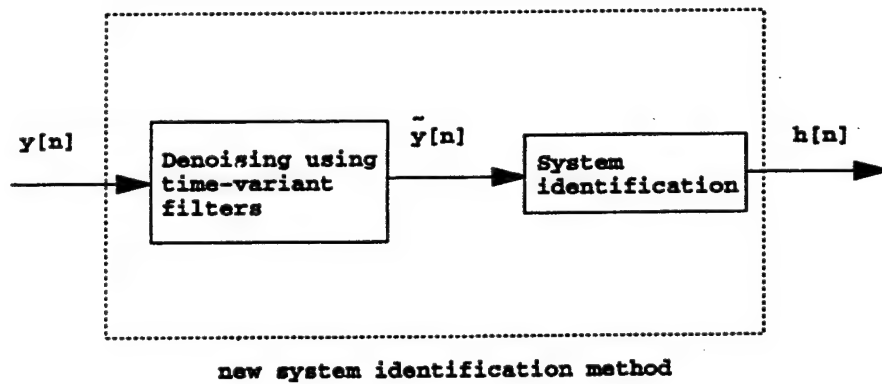 y[n]
Denoising using
time-variant
filters
ỹ[n]
System
identification
h[n]
new system identification method